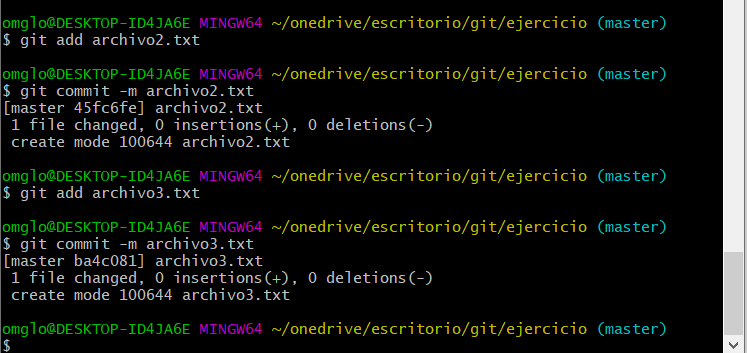 omglo@DESKTOP-ID4JA6E MINGW64 ~/onedrive/escritorio/git/ejercicio (master)
$ git add archivo2.txt
omglo@DESKTOP-ID4JA6E MINGW64 ~/onedrive/escritorio/git/ejercicio (master)
$ git commit -m archivo2.txt
[master 45fc6fe] archivo2.txt
1 file changed, 0 insertions(+), 0 deletions(-)
create mode 100644 archivo2.txt
omglo@DESKTOP-ID4JA6E MINGW64 ~/onedrive/escritorio/git/ejercicio (master)
$ git add archivo3.txt
omglo@DESKTOP-ID4JA6E MINGW64 ~/onedrive/escritorio/git/ejercicio (master)
$ git commit -m archivo3.txt
[master ba4c081] archivo3.txt
1 file changed, 0 insertions(+), 0 deletions(-)
create mode 100644 archivo3.txt
omglo@DESKTOP-ID4JA6E MINGW64 ~/onedrive/escritorio/git/ejercicio (master)
$